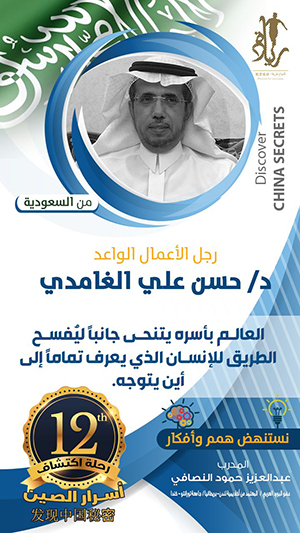 ريادة
Discover
CHINA SECRETS
من السعودية
رجل الأعمال الواعد
د/ حسن علي الغامدي
العالم بأسره يتنحى جانباً ليُفسح
الطريق للإنسان الذي يعرف تماماً إلى
أين يتوجه.
12th
رحلة اكتشاف
أسرار الصين
发现中国秘密
نستنهض همم وأفكار
المدرب
عبدالعزيز حمود النصافي